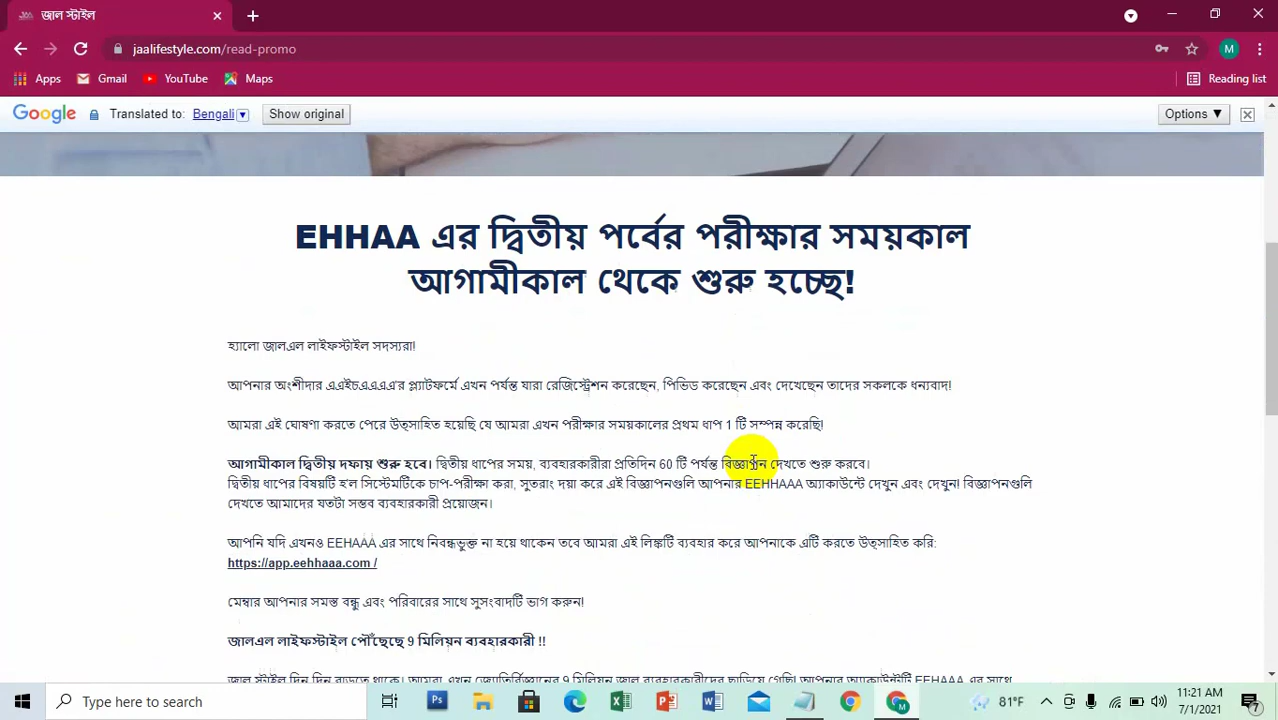 জাল স্টাইল
jaalifestyle.com/read-promo
M
Apps
Gmail
YouTube
Maps
Reading list
Google
Translated to: Bengali
Show original
Options ▼
EHHAA এর দ্বিতীয় পর্বের পরীক্ষার সময়কাল
আগামীকাল থেকে শুরু হচ্ছে!
হ্যালো জালএল লাইফস্টাইল সদস্যরা!
আপনার অংশীদার এএইচএএএ'র প্ল্যাটফর্মে এখন পর্যন্ত যারা রেজিস্ট্রেশন করেছেন, পিভিড করেছেন এবং দেখেছেন তাদের সকলকে ধন্যবাদ!
আমরা এই ঘোষণা করতে পেরে উত্সাহিত হয়েছি যে আমরা এখন পরীক্ষার সময়কালের প্রথম ধাপ 1 টি সম্পন্ন করেছি!
আগামীকাল দ্বিতীয় দফায় শুরু হবে। দ্বিতীয় ধাপের সময়, ব্যবহারকারীরা প্রতিদিন 60 টি পর্যন্ত বিজ্ঞাপন দেখতে শুরু করবে।
দ্বিতীয় ধাপের বিষয়টি হ'ল সিস্টেমটিকে চাপ-পরীক্ষা করা, সুতরাং দয়া করে এই বিজ্ঞাপনগুলি আপনার EEHHAAA অ্যাকাউন্টে দেখুন এবং দেখুন! বিজ্ঞাপনগুলি
দেখতে আমাদের যতটা সম্ভব ব্যবহারকারী প্রয়োজন।
আপনি যদি এখনও EEHAAA এর সাথে নিবন্ধভুক্ত না হয়ে থাকেন তবে আমরা এই লিঙ্কটি ব্যবহার করে আপনাকে এটি করতে উত্সাহিত করি:
https://app.eehhaaa.com /
মেম্বার আপনার সমস্ত বন্ধু এবং পরিবারের সাথে সুসংবাদটি ভাগ করুন!
জালএল লাইফস্টাইল পৌঁছেছে 9 মিলিয়ন ব্যবহারকারী !!
Type here to search
81°F
11:21 AM
7/1/2021
7